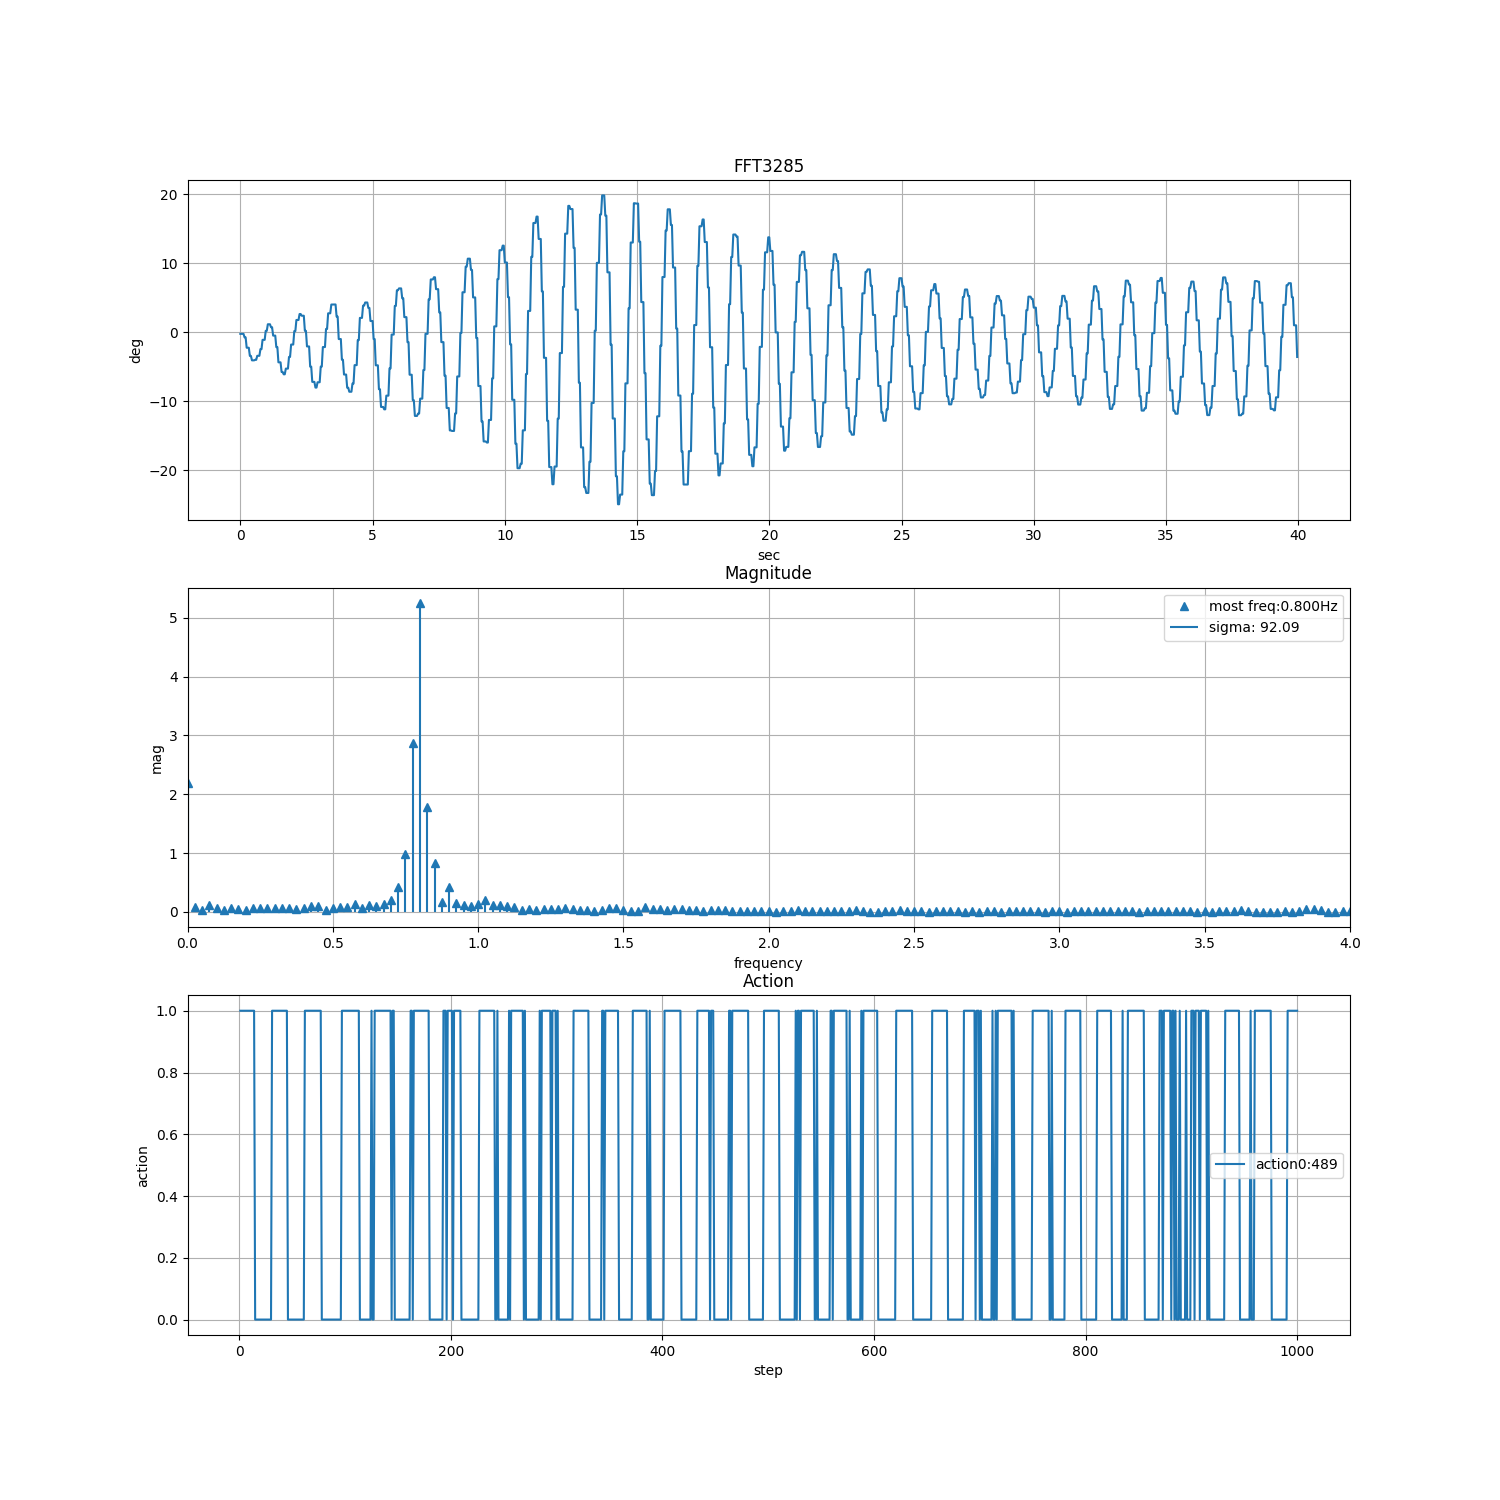 FFT3285
20
10
0
−10
−20
deg
0 5 10 15 20 25 30 35 40
sec
Magnitude
most freq:0.800Hz
sigma: 92.09
5
4
3
2
1
0
mag
0.0 0.5 1.0 1.5 2.0 2.5 3.0 3.5 4.0
frequency
Action
1.0
0.8
0.6
0.4
0.2
0.0
action
action0:489
0 200 400 600 800 1000
step